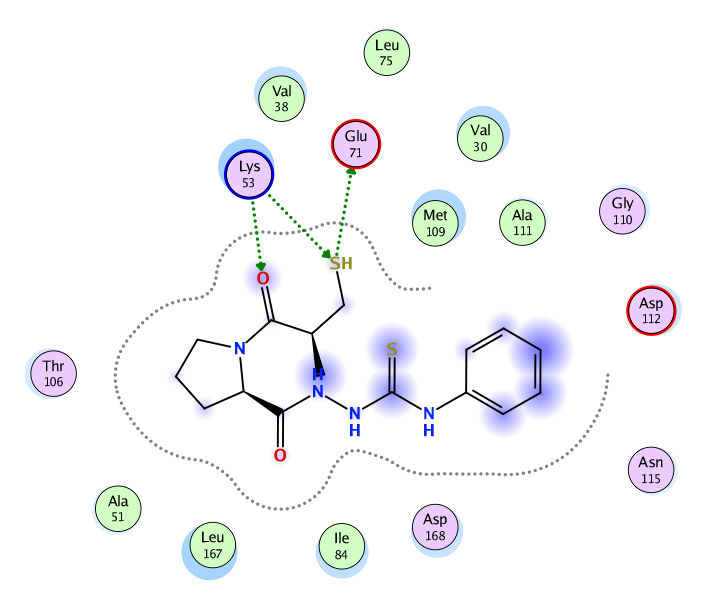 Leu
75
Val
38
Glu
71
Val
30
Lys
53
Gly
110
Met
109
Ala
111
SH
O
Asp
112
N
S
Thr
106
H
N
N
H
N
H
O
Asn
115
Ala
51
Asp
168
Leu
167
Ile
84